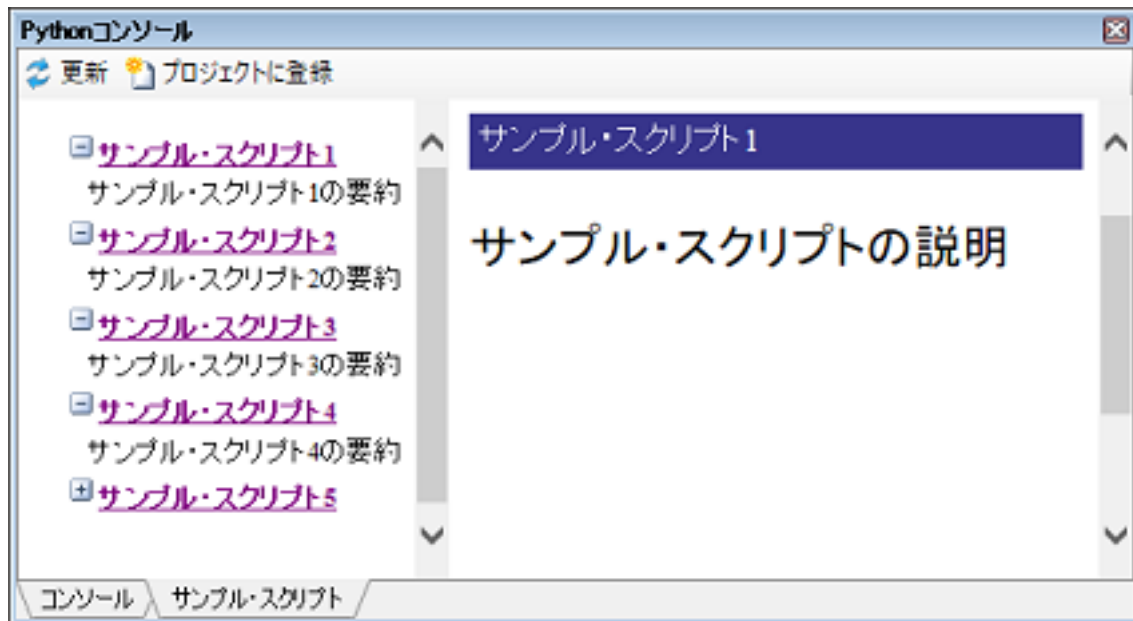 Pythonコンソール
更新 プロジェクトに登録
サンプル・スクリプト1
サンプル・スクリプト1の要約
サンプル・スクリプト2
サンプル・スクリプト2の要約
サンプル・スクリプト3
サンプル・スクリプト3の要約
サンプル・スクリプト4
サンプル・スクリプト4の要約
サンプル・スクリプト5
サンプル・スクリプト1
サンプル・スクリプトの説明
コンソール サンプル・スクリプト